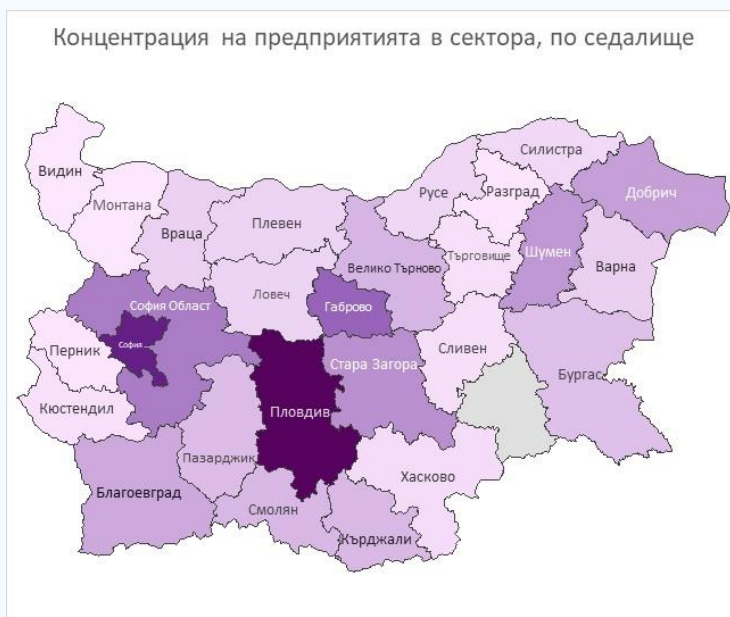 Концентрация на предприятията в сектора, по седалище
Силистра
Видин
Русе
Разград
Добрич
Монтана
Плевен
Враца
Търговище
Шумен
Велико Търново
Варна
Ловеч
София Област
Габрово
София
Перник
Сливен
Стара Загора
Бургас
Кюстендил
Пловдив
Пазарджик
Хасково
Благоевград
Смолян
Кърджали